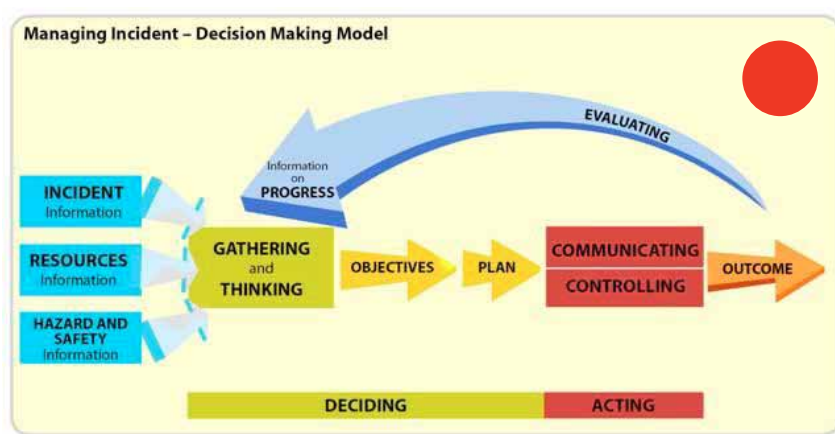 Managing Incident – Decision Making Model
EVALUATING
Information
on
PROGRESS
INCIDENT
Information
RESOURCES
Information
HAZARD AND
SAFETY
Information
GATHERING
and
THINKING
OBJECTIVES
PLAN
COMMUNICATING
CONTROLLING
OUTCOME
DECIDING
ACTING